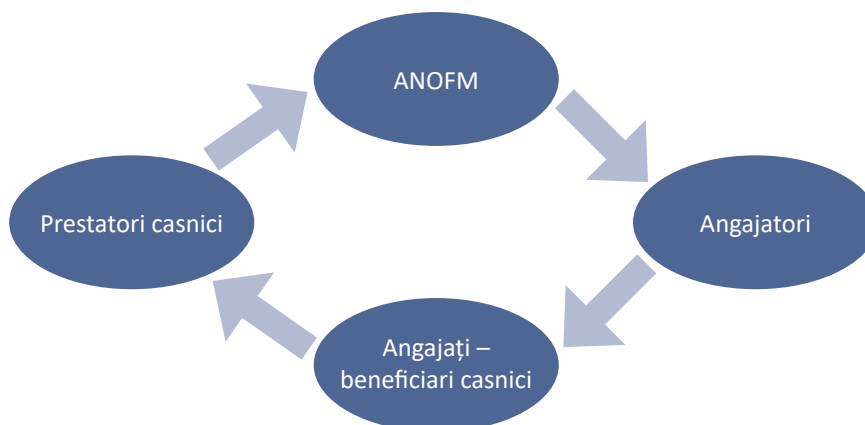 ANOFM
Prestatori casnici
Angajatori
Angajați –
beneficiari casnici